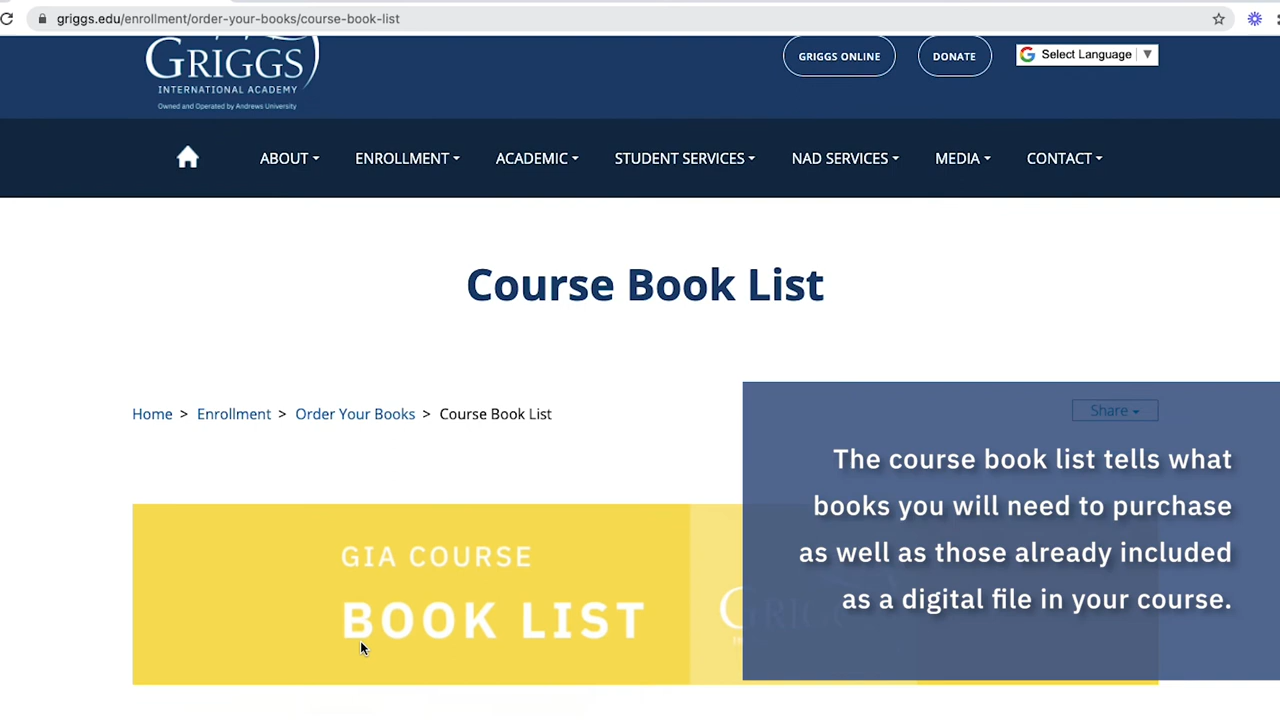 griggs.edu/enrollment/order-your-books/course-book-list
GRIGGS
INTERNATIONAL ACADEMY
Owned and Operated by Andrews University
GRIGGS ONLINE
DONATE
Select Language ▼
ABOUT
ENROLLMENT
ACADEMIC
STUDENT SERVICES
NAD SERVICES
MEDIA
CONTACT
Course Book List
Home > Enrollment > Order Your Books > Course Book List
Share
The course book list tells what
books you will need to purchase
as well as those already included
as a digital file in your course.
GIA COURSE
BOOK LIST